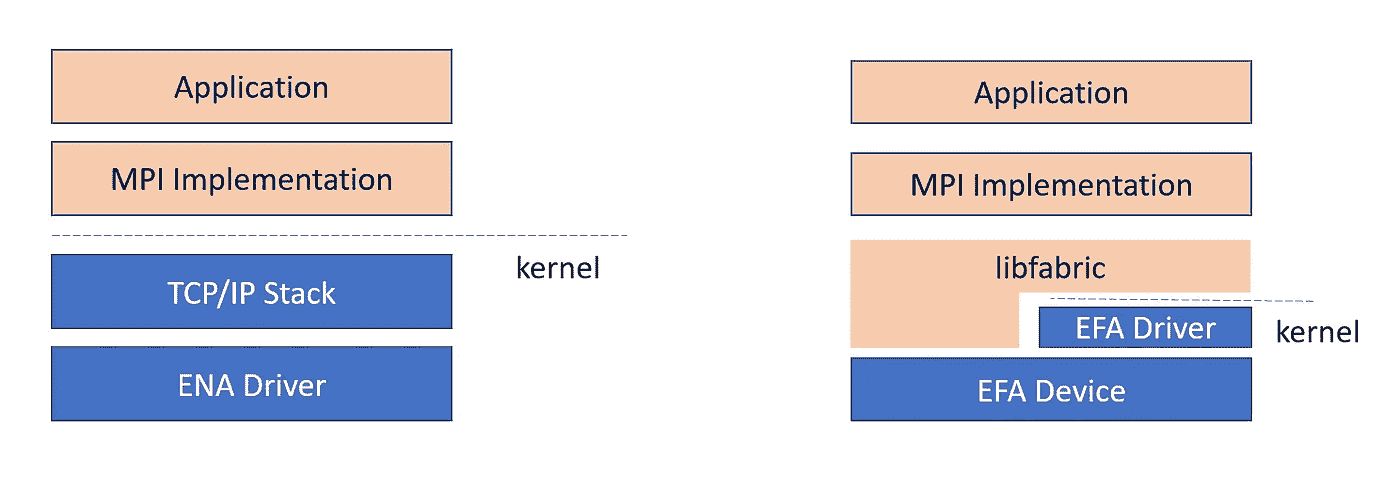 Application
MPI Implementation
kernel
TCP/IP Stack
ENA Driver
Application
MPI Implementation
libfabric
EFA Driver
kernel
EFA Device